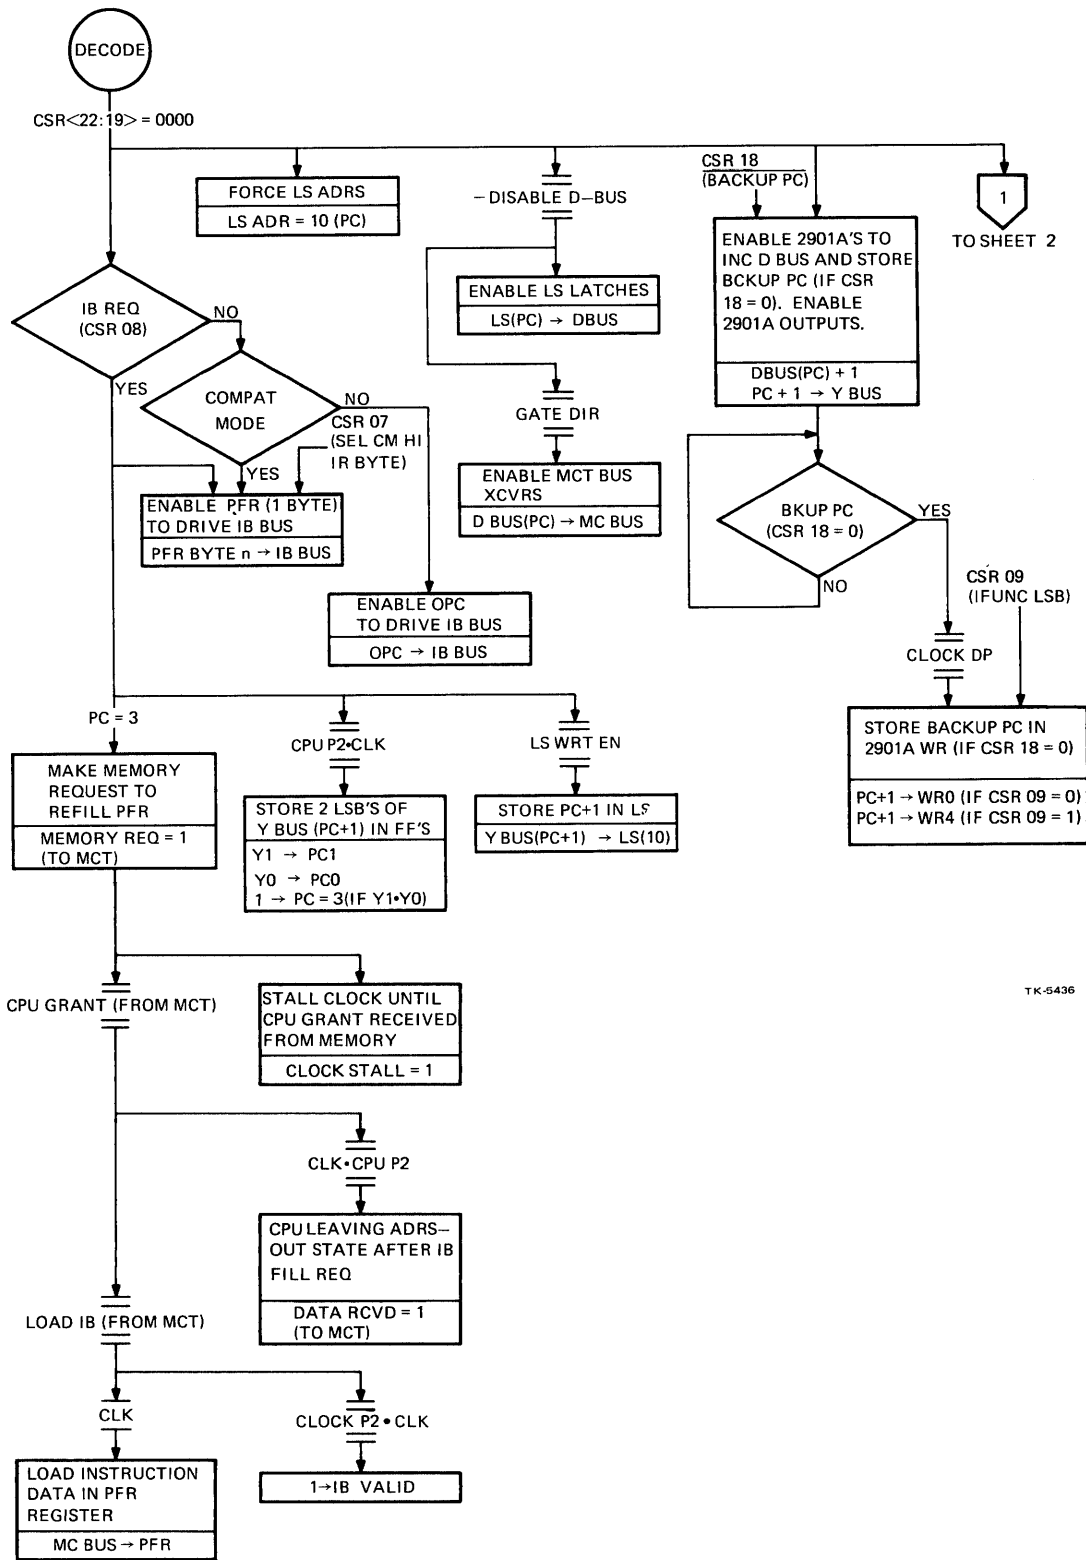 DECODE
CSR<22:19> = 0000
FORCE LS ADRS
LS ADR = 10 (PC)
-DISABLE D-BUS
CSR 18
(BACKUP PC)
1
TO SHEET 2
ENABLE 2901A'S TO
INC D BUS AND STORE
BCKUP PC (IF CSR
18 = 0). ENABLE
2901A OUTPUTS.
DBUS(PC) + 1
PC + 1 → Y BUS
IB REQ
(CSR 08)
NO
YES
ENABLE LS LATCHES
LS(PC) → DBUS
COMPAT
MODE
NO
YES
CSR 07
(SEL CM HI
IR BYTE)
GATE DIR
ENABLE MCT BUS
XCVRS
D BUS(PC) → MC BUS
ENABLE PFR (1 BYTE)
TO DRIVE IB BUS
PFR BYTE n → IB BUS
BKUP PC
(CSR 18 = 0)
YES
NO
CSR 09
(IFUNC LSB)
ENABLE OPC
TO DRIVE IB BUS
OPC → IB BUS
CLOCK DP
STORE BACKUP PC IN
2901A WR (IF CSR 18 = 0)
PC+1 → WR0 (IF CSR 09 = 0)
PC+1 → WR4 (IF CSR 09 = 1)
PC = 3
CPU P2•CLK
LS WRT EN
MAKE MEMORY
REQUEST TO
REFILL PFR
MEMORY REQ = 1
(TO MCT)
STORE 2 LSB'S OF
Y BUS (PC+1) IN FF'S
Y1 → PC1
Y0 → PC0
1 → PC = 3(IF Y1•Y0)
STORE PC+1 IN LS
Y BUS(PC+1) → LS(10)
CPU GRANT (FROM MCT)
STALL CLOCK UNTIL
CPU GRANT RECEIVED
FROM MEMORY
CLOCK STALL = 1
TK-5436
CLK•CPU P2
CPU LEAVING ADRS-
OUT STATE AFTER IB
FILL REQ
DATA RCVD = 1
(TO MCT)
LOAD IB (FROM MCT)
CLK
CLOCK P2 • CLK
LOAD INSTRUCTION
DATA IN PFR
REGISTER
MC BUS → PFR
1→IB VALID